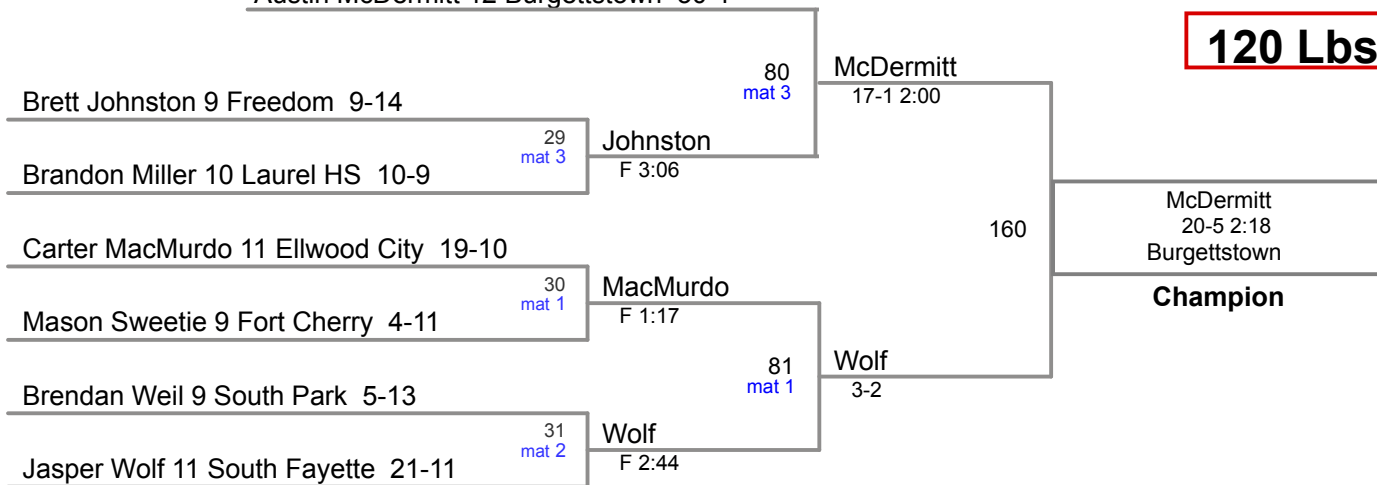 Austin McDermitt 12 Burgettstown
120 Lbs
80
mat 3
McDermitt
17-1 2:00
Brett Johnston 9 Freedom 9-14
29
mat 3
Johnston
F 3:06
Brandon Miller 10 Laurel HS 10-9
McDermitt
20-5 2:18
Burgettstown
160
Champion
Carter MacMurdo 11 Ellwood City 19-10
30
mat 1
MacMurdo
F 1:17
Mason Sweetie 9 Fort Cherry 4-11
81
mat 1
Wolf
3-2
Brendan Weil 9 South Park 5-13
31
mat 2
Wolf
F 2:44
Jasper Wolf 11 South Fayette 21-11